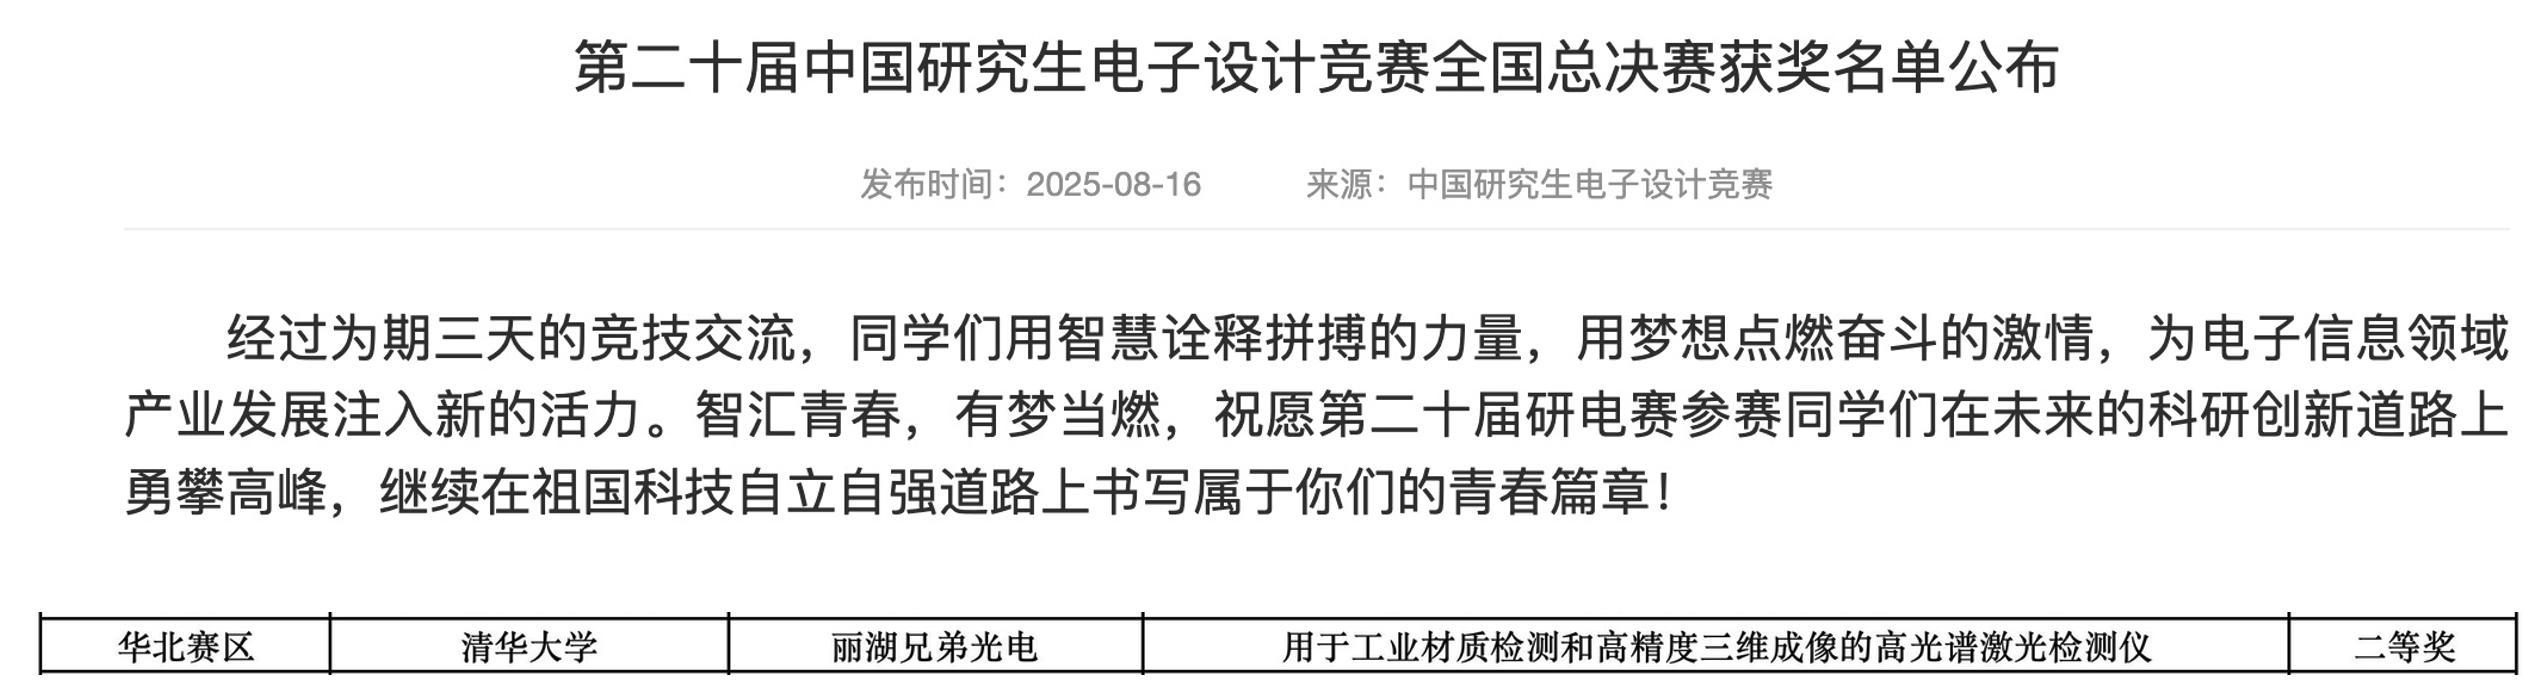 第二十届中国研究生电子设计竞赛全国总决赛获奖名单公布
发布时间：2025-08-16 来源：中国研究生电子设计竞赛
经过为期三天的竞技交流，同学们用智慧诠释拼搏的力量，用梦想点燃奋斗的激情，为电子信息领域
产业发展注入新的活力。智汇青春，有梦当燃，祝愿第二十届研电赛参赛同学们在未来的科研创新道路上
勇攀高峰，继续在祖国科技自立自强道路上书写属于你们的青春篇章！
华北赛区 清华大学 丽湖兄弟光电 用于工业材质检测和高精度三维成像的高光谱激光检测仪 二等奖